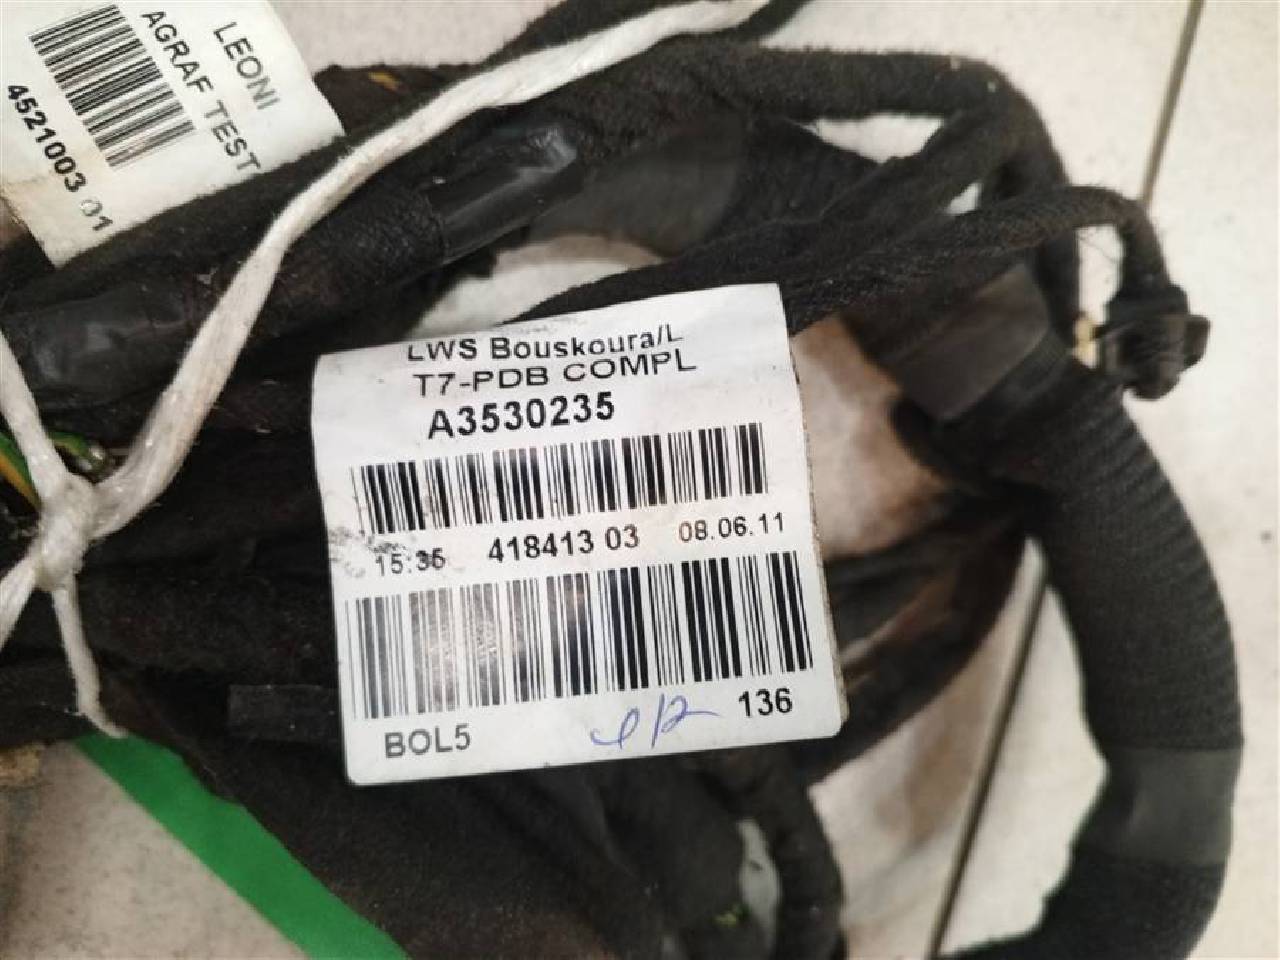 LEONI
AGRAF TEST
4521003 01
LWS Bouskoura/L
T7-PDB COMPL
A3530235
15:35 418413 03 08.06.11
BOL5 136